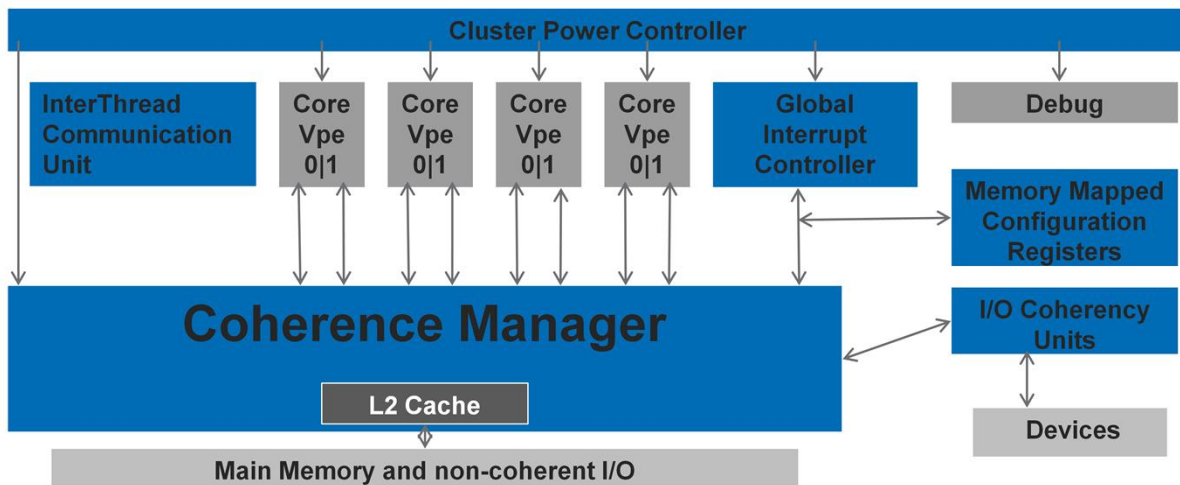 Cluster Power Controller
InterThread
Communication
Unit
Core
Vpe
0|1
Core
Vpe
0|1
Core
Vpe
0|1
Core
Vpe
0|1
Global
Interrupt
Controller
Debug
Memory Mapped
Configuration
Registers
Coherence Manager
I/O Coherency
Units
L2 Cache
Devices
Main Memory and non-coherent I/O